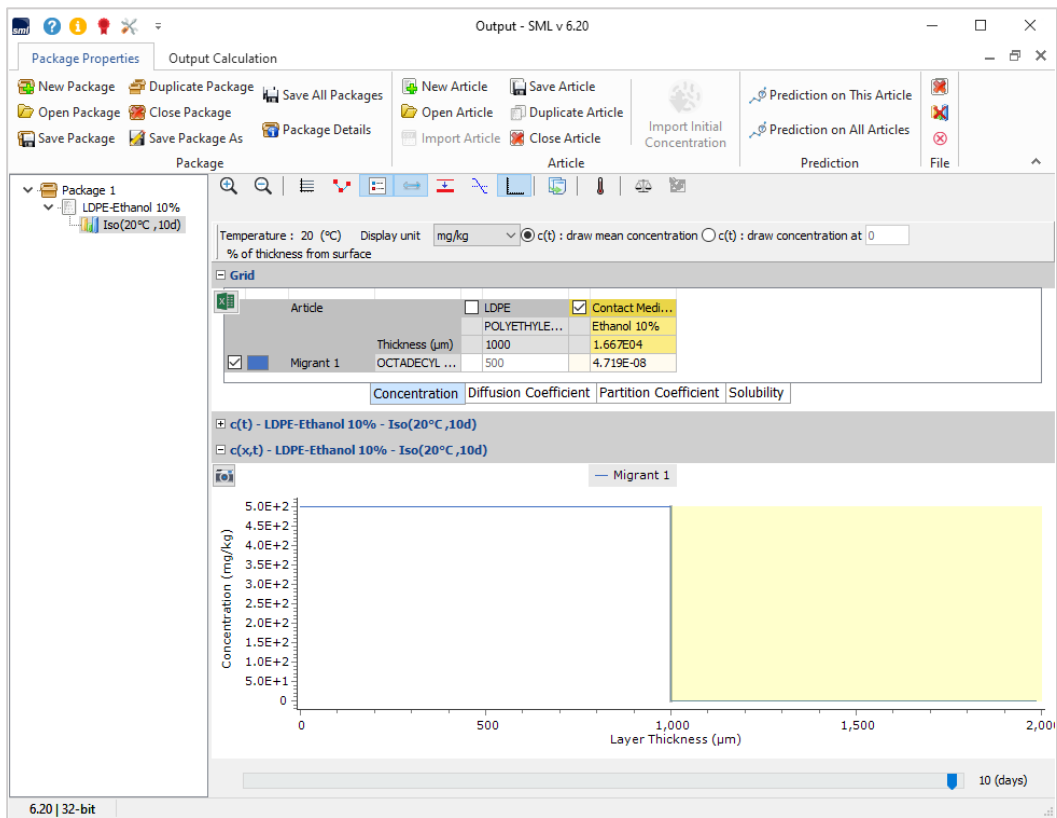 sml
Output - SML v 6.20
Package Properties Output Calculation
New Package Duplicate Package Save All Packages New Article Save Article Import Initial Concentration Prediction on This Article
Open Package Close Package Open Article Duplicate Article
Save Package Save Package As Package Details Import Article Close Article Prediction on All Articles
Package Article Prediction File
Package 1
LDPE-Ethanol 10%
Iso(20°C ,10d)
Temperature : 20 (°C) Display unit mg/kg c(t) : draw mean concentration c(t) : draw concentration at 0
% of thickness from surface
Grid
Article LDPE Contact Medi...
POLYETHYLE... Ethanol 10%
Thickness (µm) 1000 1.667E04
Migrant 1 OCTADECYL ... 500 4.719E-08
Concentration Diffusion Coefficient Partition Coefficient Solubility
c(t) - LDPE-Ethanol 10% - Iso(20°C ,10d)
c(x,t) - LDPE-Ethanol 10% - Iso(20°C ,10d)
Migrant 1
Concentration (mg/kg)
5.0E+2
4.5E+2
4.0E+2
3.5E+2
3.0E+2
2.5E+2
2.0E+2
1.5E+2
1.0E+2
5.0E+1
0
0 500 1,000 1,500 2,00
Layer Thickness (µm)
10 (days)
6.20 | 32-bit